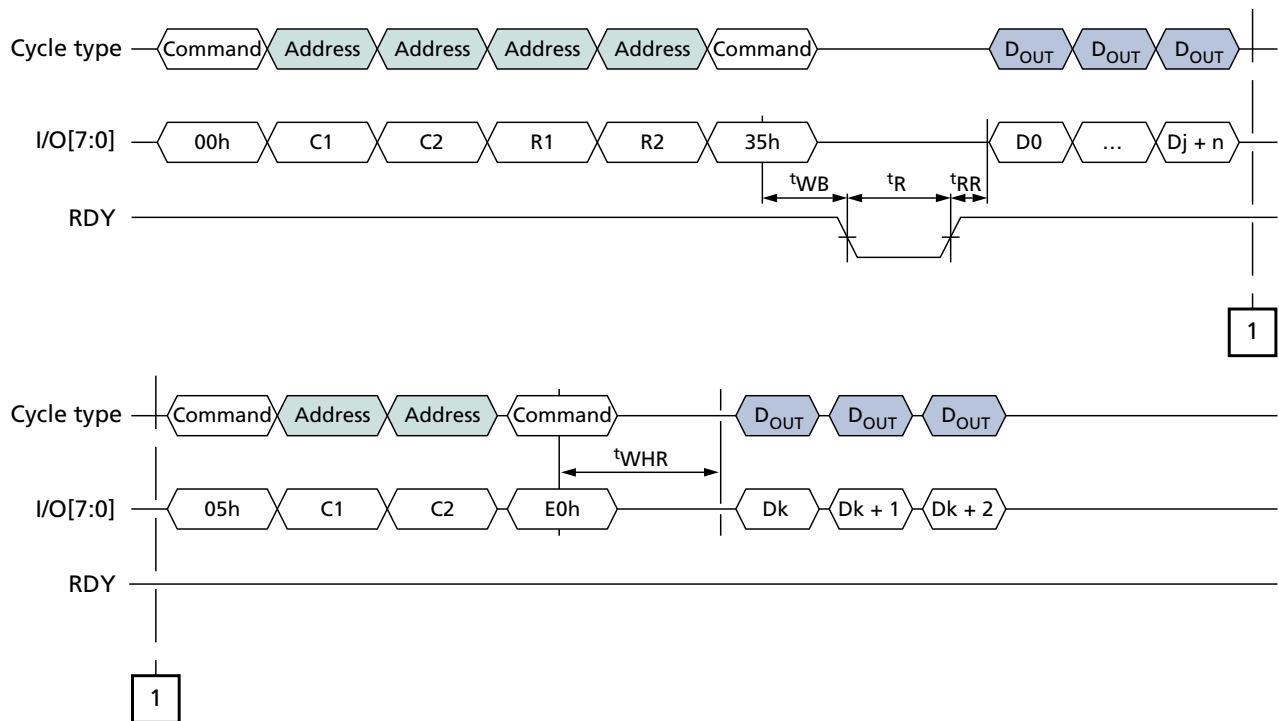 Cycle type Command Address Address Address Address Command DOUT DOUT DOUT
I/O[7:0] 00h C1 C2 R1 R2 35h D0 ... Dj + n
tWB tR tRR
RDY
1
Cycle type Command Address Address Command DOUT DOUT DOUT
tWHR
I/O[7:0] 05h C1 C2 E0h Dk Dk + 1 Dk + 2
RDY
1